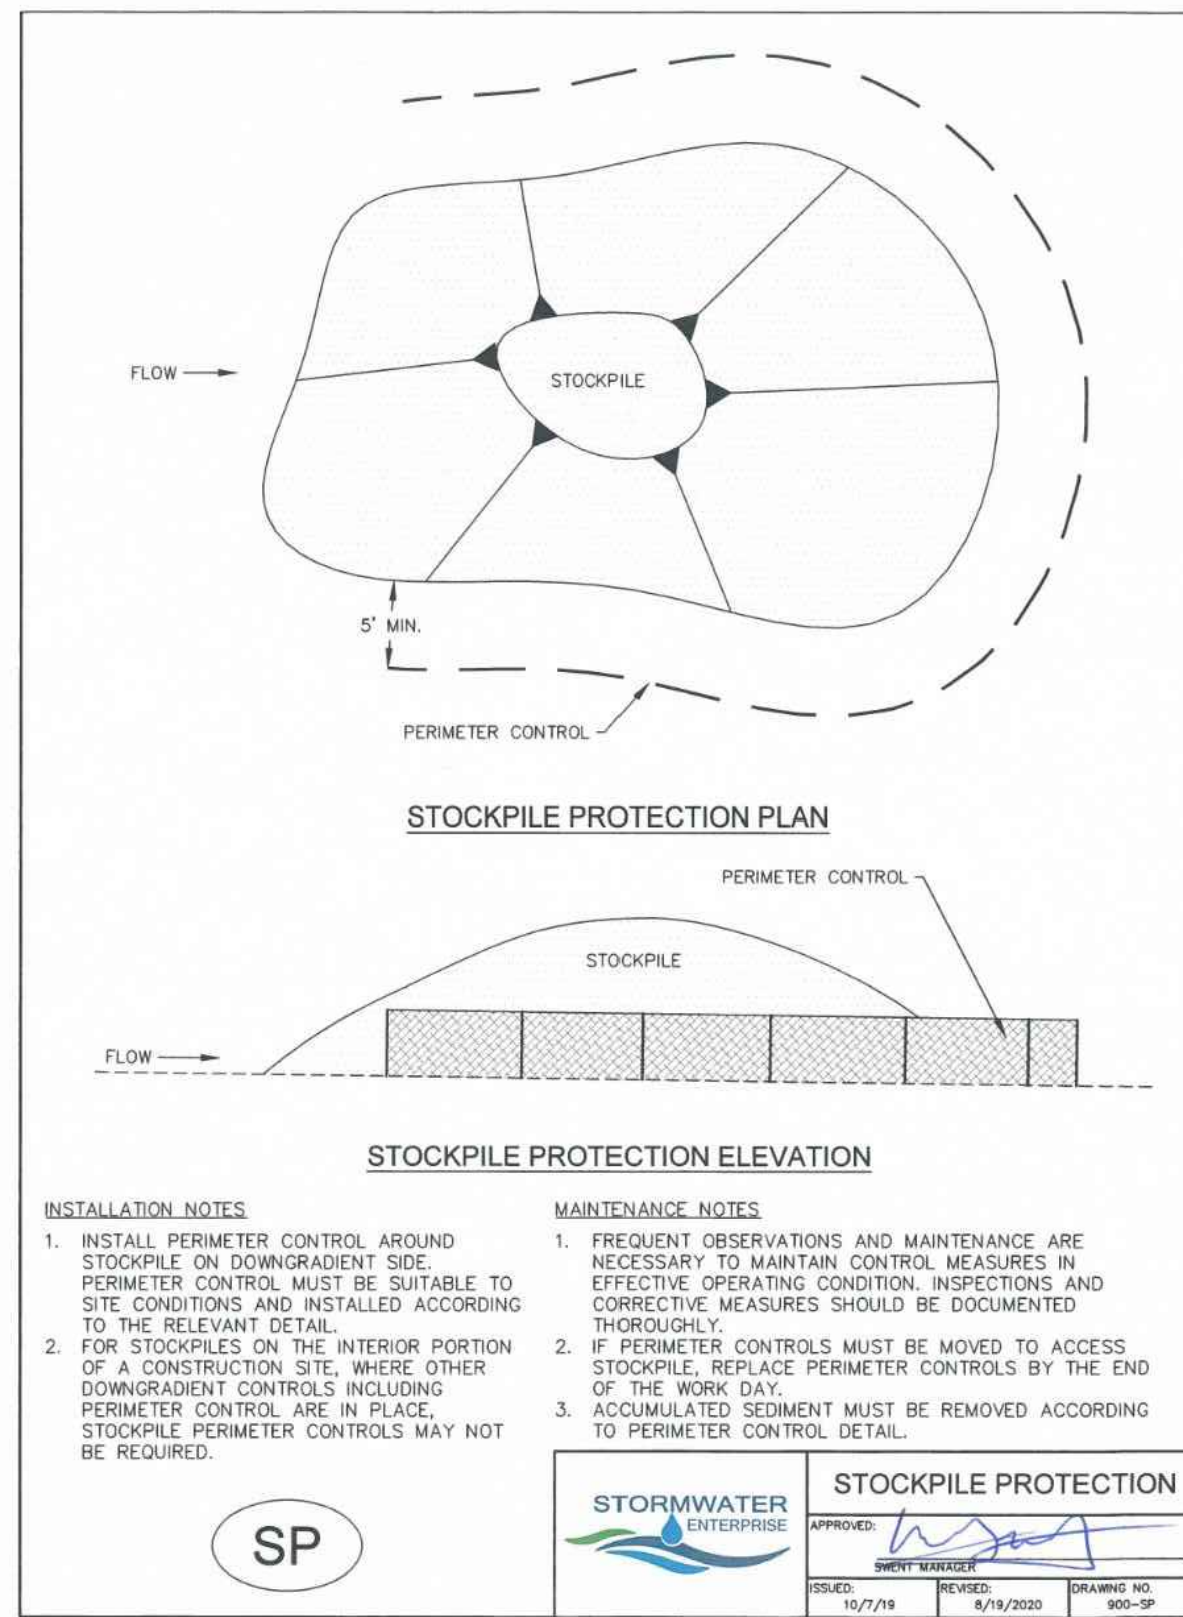 FLOW
STOCKPILE
5' MIN.
PERIMETER CONTROL
STOCKPILE PROTECTION PLAN
PERIMETER CONTROL
STOCKPILE
FLOW
STOCKPILE PROTECTION ELEVATION
INSTALLATION NOTES
1. INSTALL PERIMETER CONTROL AROUND
STOCKPILE ON DOWNGRADIENT SIDE.
PERIMETER CONTROL MUST BE SUITABLE TO
SITE CONDITIONS AND INSTALLED ACCORDING
TO THE RELEVANT DETAIL.
2. FOR STOCKPILES ON THE INTERIOR PORTION
OF A CONSTRUCTION SITE, WHERE OTHER
DOWNGRADIENT CONTROLS INCLUDING
PERIMETER CONTROL ARE IN PLACE,
STOCKPILE PERIMETER CONTROLS MAY NOT
BE REQUIRED.
MAINTENANCE NOTES
1. FREQUENT OBSERVATIONS AND MAINTENANCE ARE
NECESSARY TO MAINTAIN CONTROL MEASURES IN
EFFECTIVE OPERATING CONDITION. INSPECTIONS AND
CORRECTIVE MEASURES SHOULD BE DOCUMENTED
THOROUGHLY.
2. IF PERIMETER CONTROLS MUST BE MOVED TO ACCESS
STOCKPILE, REPLACE PERIMETER CONTROLS BY THE END
OF THE WORK DAY.
3. ACCUMULATED SEDIMENT MUST BE REMOVED ACCORDING
TO PERIMETER CONTROL DETAIL.
SP
STORMWATER
ENTERPRISE
STOCKPILE PROTECTION
APPROVED:
SWENT MANAGER
ISSUED:
10/7/19
REVISED:
8/19/2020
DRAWING NO.
900-SP